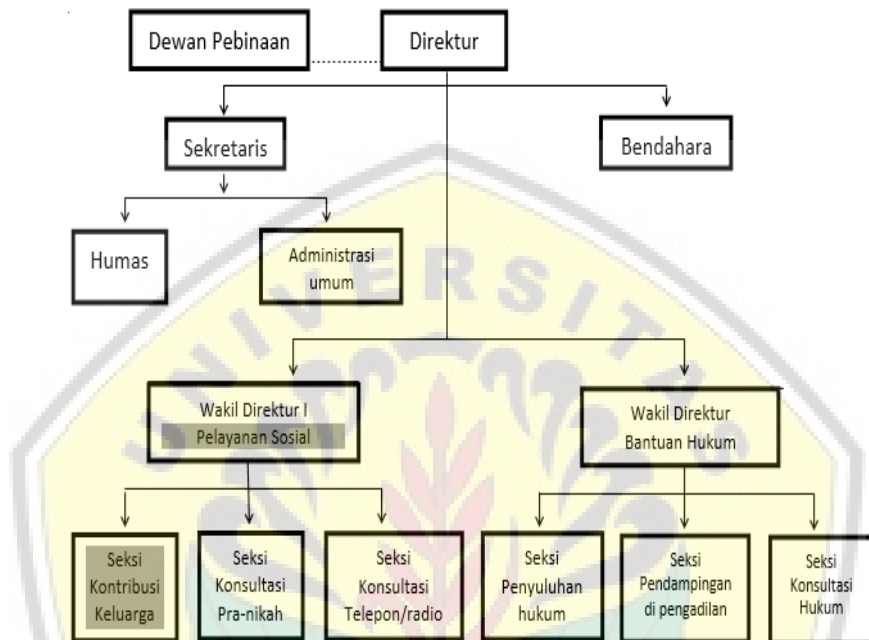 Dewan Pebinaan
Direktur
Sekretaris
Bendahara
Humas
Administrasi
umum
UNIVERSITAS
Wakil Direktur I
Pelayanan Sosial
Wakil Direktur
Bantuan Hukum
Seksi
Kontribusi
Keluarga
Seksi
Konsultasi
Pra-nikah
Seksi
Konsultasi
Telepon/radio
Seksi
Penyuluhan
hukum
Seksi
Pendampingan
di pengadilan
Seksi
Konsultasi
Hukum